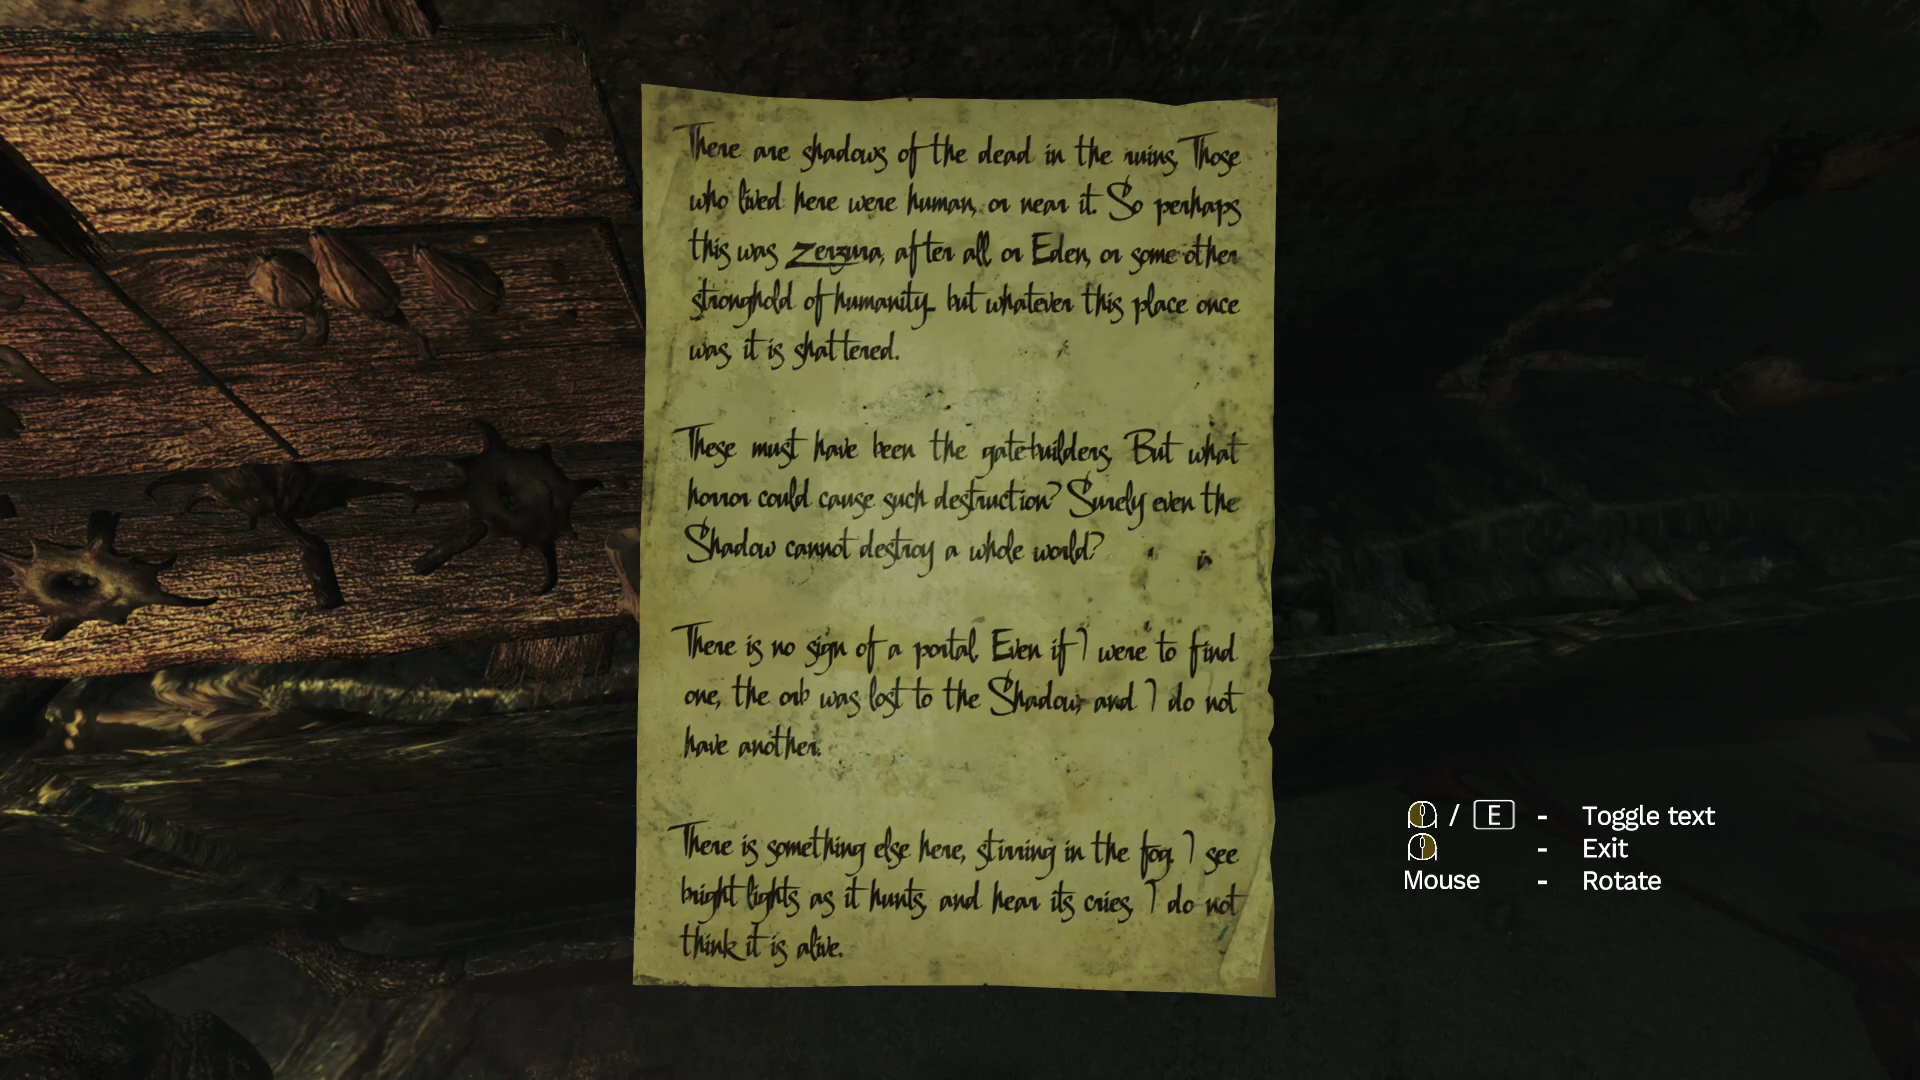 There are shadows of the dead in the ruins. Those
who lived here were human, or near it. So perhaps
this was Zerzura, after all, or Eden, or some other
stronghold of humanity... but whatever this place once
was, it is shattered.
These must have been the gate-builders. But what
horror could cause such destruction? Surely even the
Shadow cannot destroy a whole world?
There is no sign of a portal. Even if I were to find
one, the orb was lost to the Shadow, and I do not
have another.
There is something else here, stirring in the fog. I see
bright lights as it hunts, and hear its cries. I do not
think it is alive.
/ E - Toggle text
- Exit
Mouse - Rotate